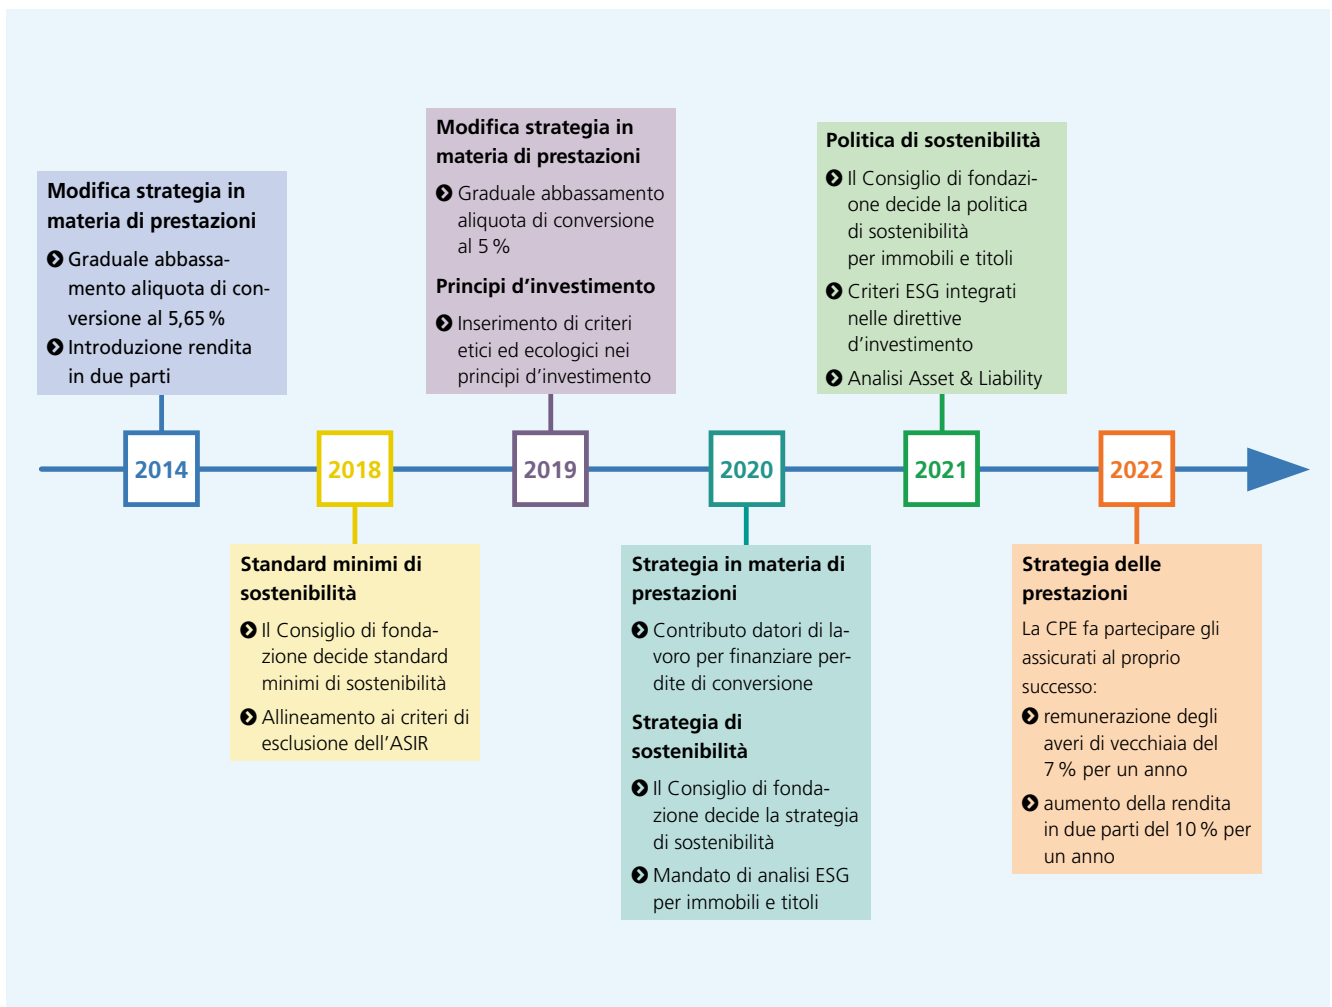 Modifica strategia in
materia di prestazioni
Graduale abbassa-
mento aliquota di con-
versione al 5,65 %
Introduzione rendita
in due parti
2014
2018
Standard minimi di
sostenibilità
Il Consiglio di fonda-
zione decide standard
minimi di sostenibilità
Allineamento ai criteri di
esclusione dell’ASIR
Modifica strategia in
materia di prestazioni
Graduale abbassamento
aliquota di conversione
al 5 %
Principi d’investimento
Inserimento di criteri
etici ed ecologici nei
principi d’investimento
2019
2020
Strategia in materia di
prestazioni
Contributo datori di la-
voro per finanziare per-
dite di conversione
Strategia di
sostenibilità
Il Consiglio di fonda-
zione decide la strategia
di sostenibilità
Mandato di analisi ESG
per immobili e titoli
Politica di sostenibilità
Il Consiglio di fondazi-
one decide la politica
di sostenibilità
per immobili e titoli
Criteri ESG integrati
nelle direttive
d’investimento
Analisi Asset & Liability
2021
2022
Strategia delle
prestazioni
La CPE fa partecipare gli
assicurati al proprio
successo:
remunerazione degli
averi di vecchiaia del
7 % per un anno
aumento della rendita
in due parti del 10 % per
un anno